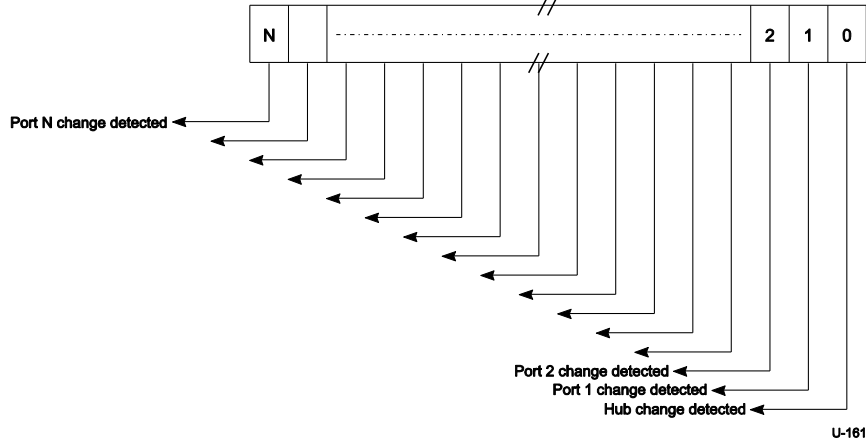 N 2 1 0
Port N change detected
Port 2 change detected
Port 1 change detected
Hub change detected
U-161